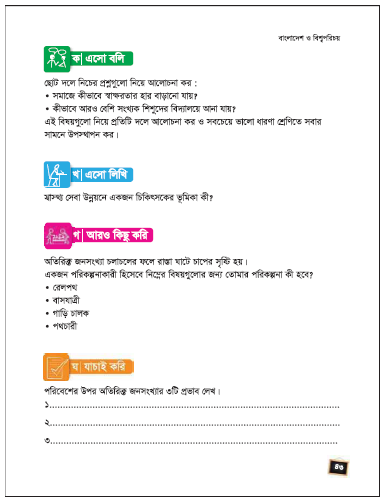 বাংলাদেশ ও বিশ্বপরিচয়
ক| এসো বলি
ছোট দলে নিচের প্রশ্নগুলো নিয়ে আলোচনা কর :
• সমাজে কীভাবে স্বাক্ষরতার হার বাড়ানো যায়?
• কীভাবে আরও বেশি সংখ্যক শিশুদের বিদ্যালয়ে আনা যায়?
এই বিষয়গুলো নিয়ে প্রতিটি দলে আলোচনা কর ও সবচেয়ে ভালো ধারণা শ্রেণিতে সবার
সামনে উপস্থাপন কর।
খ| এসো লিখি
স্বাস্থ্য সেবা উন্নয়নে একজন চিকিৎসকের ভূমিকা কী?
গ| আরও কিছু করি
অতিরিক্ত জনসংখ্যা চলাচলের ফলে রাস্তা ঘাটে চাপের সৃষ্টি হয়।
একজন পরিকল্পনাকারী হিসেবে নিম্নের বিষয়গুলোর জন্য তোমার পরিকল্পনা কী হবে?
• রেলপথ
• বাসযাত্রী
• গাড়ি চালক
• পথচারী
ঘ| যাচাই করি
পরিবেশের উপর অতিরিক্ত জনসংখ্যার ৩টি প্রভাব লেখ।
১....................................................................................................
২....................................................................................................
৩....................................................................................................
৪৩